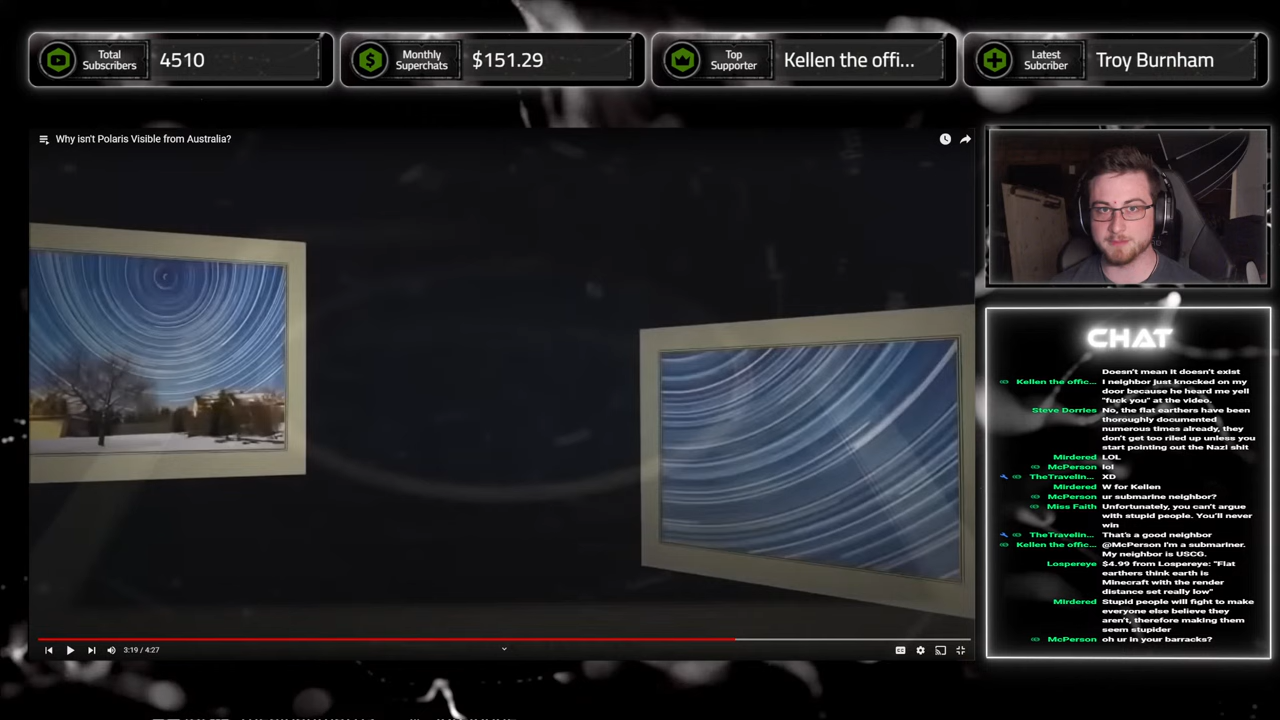 Total
Subscribers
4510
Monthly
Superchats
$151.29
Top
Supporter
Kellen the offi...
Latest
Subcriber
Troy Burnham
Why isn't Polaris Visible from Australia?
CHAT
Doesn't mean it doesn't exist
Kellen the offic... i neighbor just knocked on my
door because he heard me yell
"fuck you" at the video.
Steve Dorries No, the flat earthers have been
thoroughly documented
numerous times already, they
don't get too riled up unless you
start pointing out the Nazi shit
Mirdered LOL
McPerson lol
TheTravelin... XD
Mirdered W for Kellen
McPerson ur submarine neighbor?
Miss Faith Unfortunately, you can't argue
with stupid people. You'll never
win
TheTravelin... That's a good neighbor
Kellen the offic... @McPerson I'm a submariner.
My neighbor is USCG.
Lospereye $4.99 from Lospereye: "Flat
earthers think earth is
Minecraft with the render
distance set really low"
Mirdered Stupid people will fight to make
everyone else believe they
aren't, therefore making them
seem stupider
McPerson oh ur in your barracks?
3:19 / 4:27